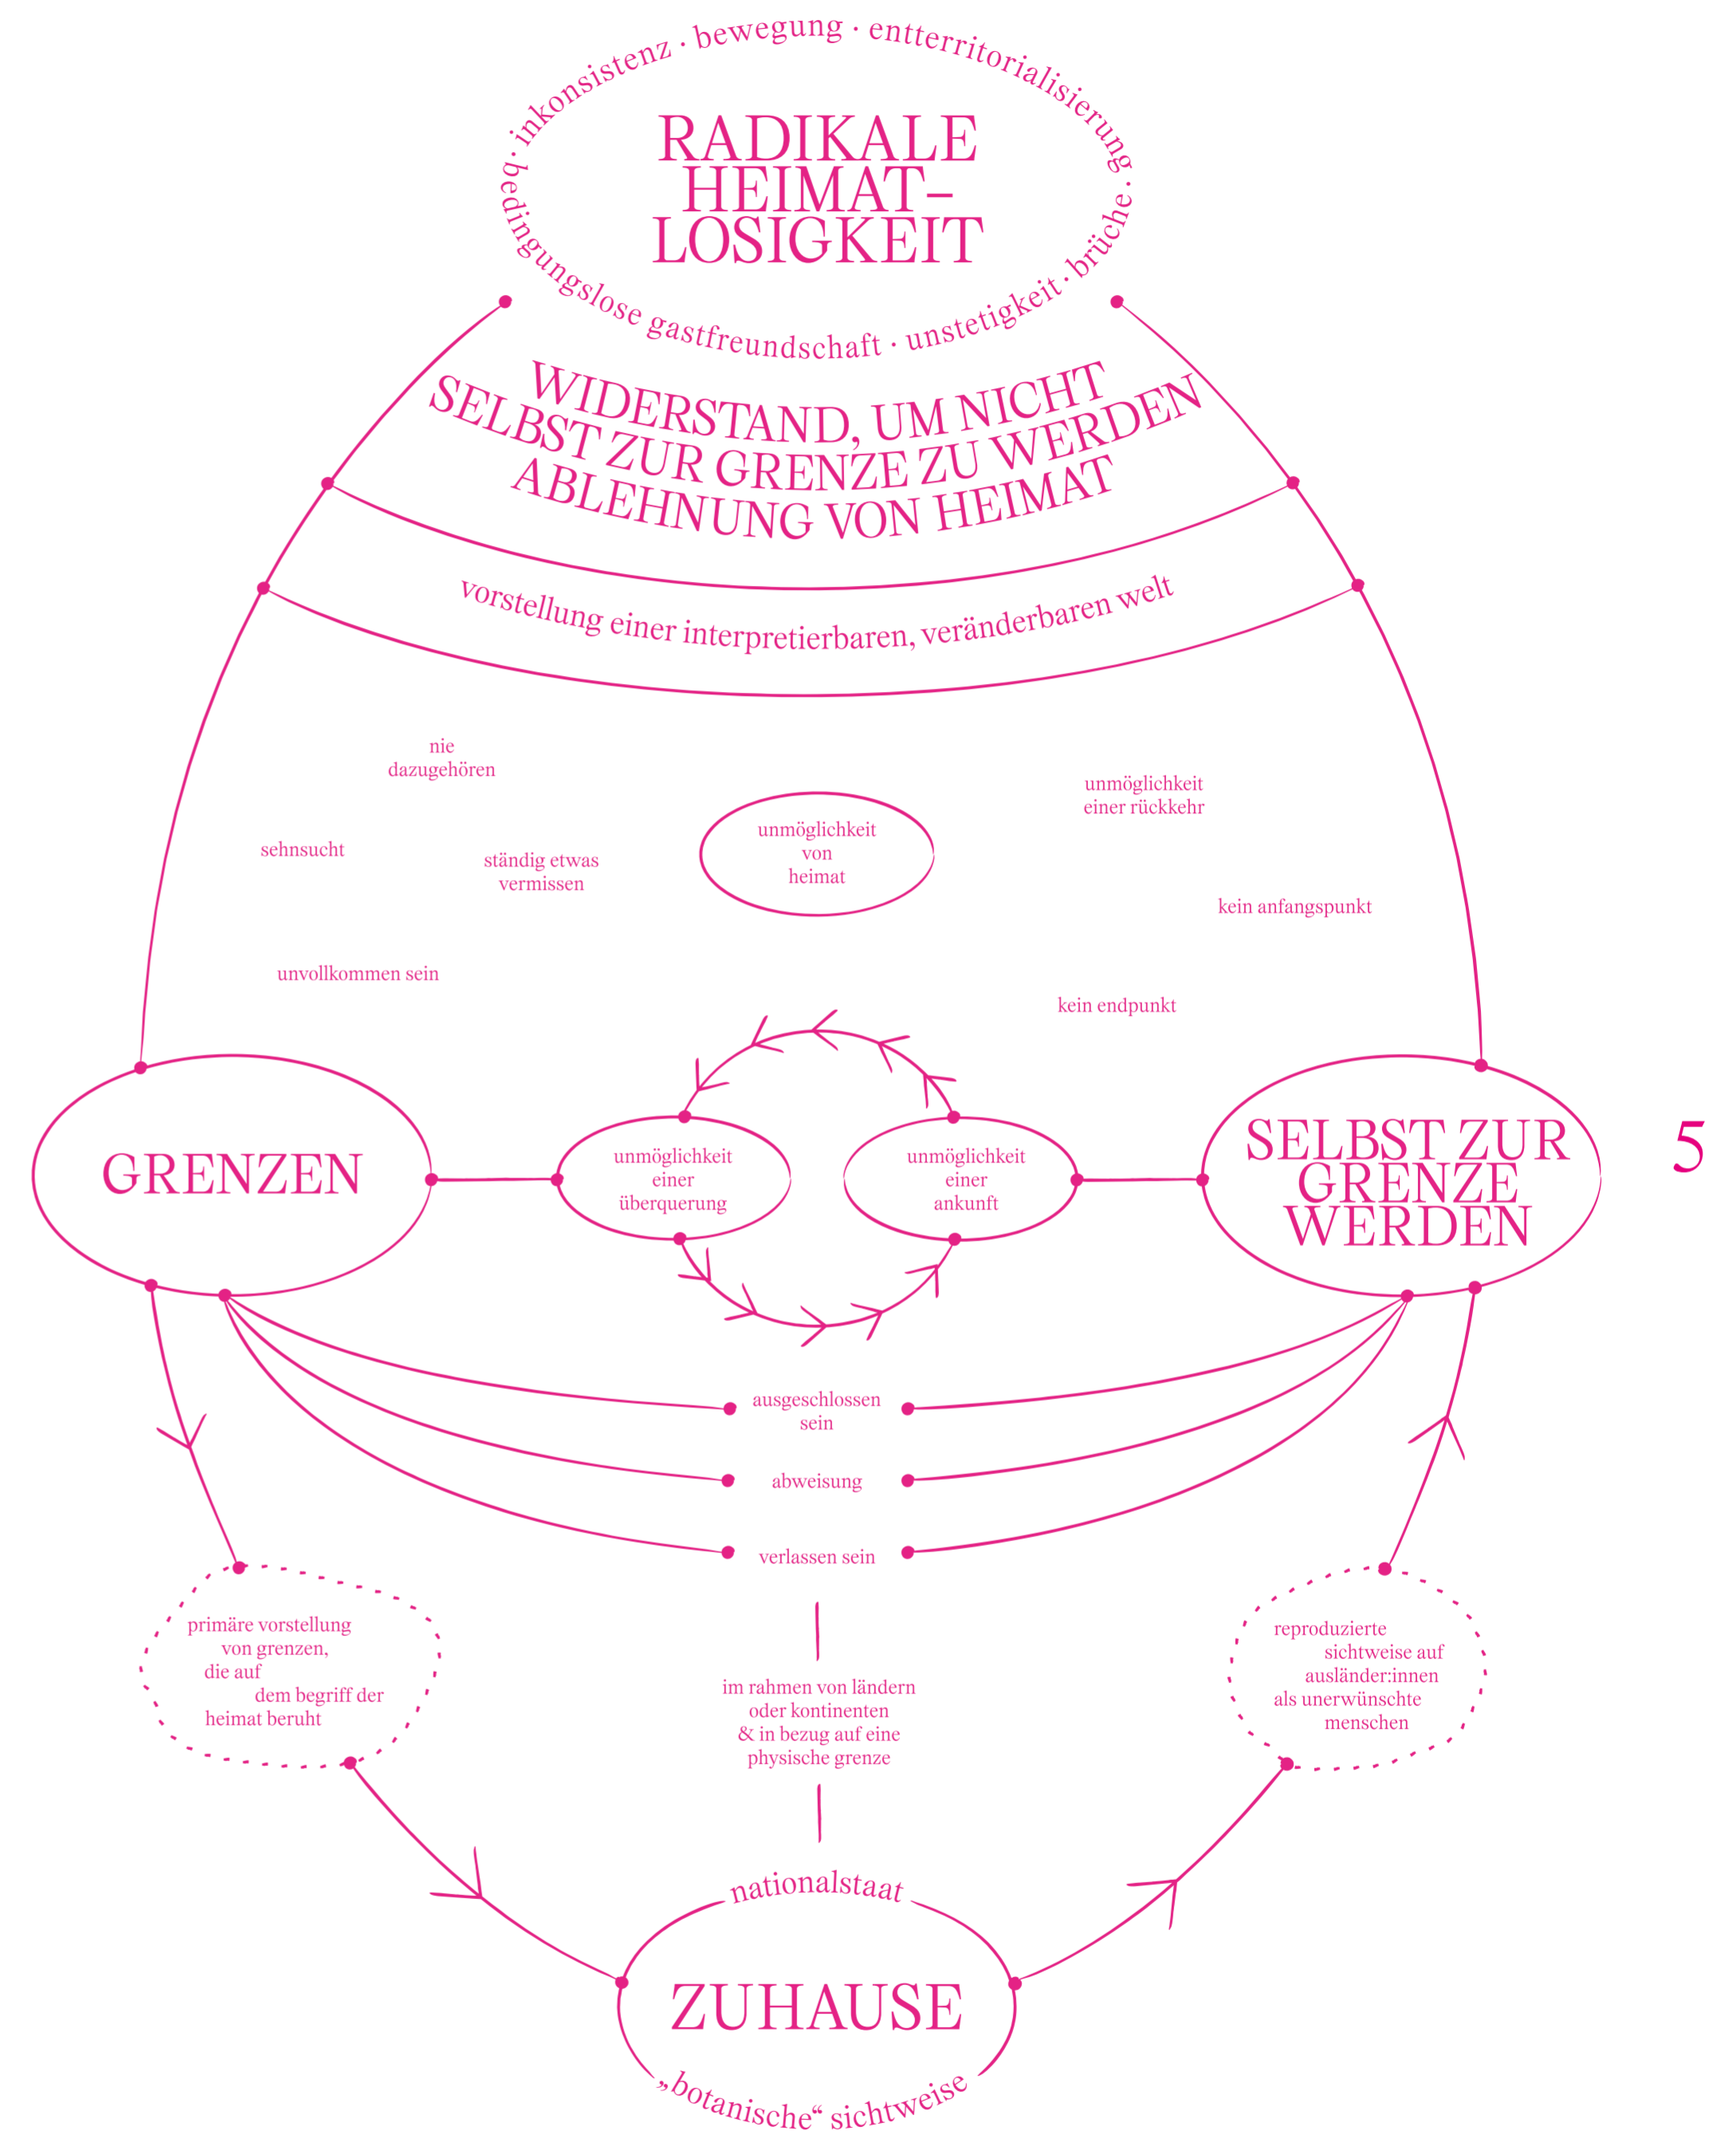 · inkonsistenz · bewegung · entterritorialisierung ·
bedingungslose gastfreundschaft · unstetigkeit · brüche
RADIKALE
HEIMAT–
LOSIGKEIT
WIDERSTAND, UM NICHT
SELBST ZUR GRENZE ZU WERDEN
ABLEHNUNG VON HEIMAT
vorstellung einer interpretierbaren, veränderbaren welt
nie
dazugehören
unmöglichkeit
einer rückkehr
unmöglichkeit
von
heimat
sehnsucht
ständig etwas
vermissen
kein anfangspunkt
unvollkommen sein
kein endpunkt
GRENZEN
unmöglichkeit
einer
überquerung
unmöglichkeit
einer
ankunft
SELBST ZUR
GRENZE
WERDEN
5
ausgeschlossen
sein
abweisung
verlassen sein
primäre vorstellung
von grenzen,
die auf
dem begriff der
heimat beruht
im rahmen von ländern
oder kontinenten
& in bezug auf eine
physische grenze
reproduzierte
sichtweise auf
ausländer:innen
als unerwünschte
menschen
nationalstaat
ZUHAUSE
„botanische“ sichtweise